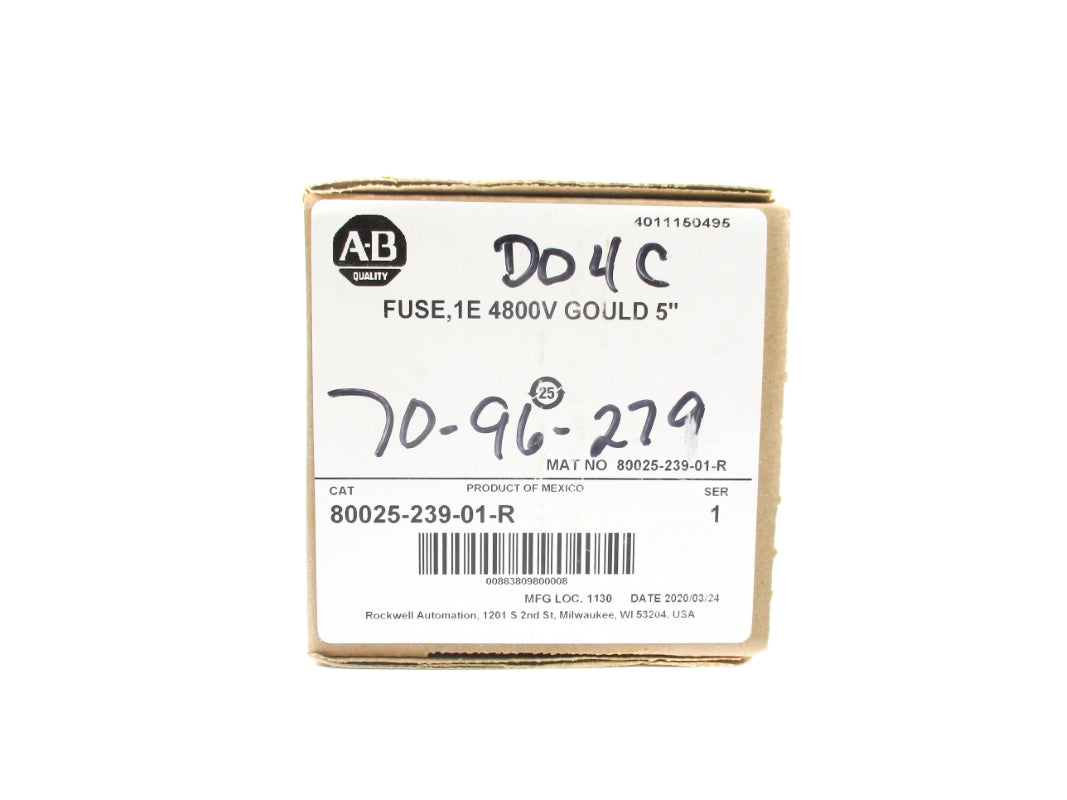 4011150495
A-B
QUALITY
DO4C
FUSE,1E 4800V GOULD 5"
25
70-96-279
MAT NO 80025-239-01-R
PRODUCT OF MEXICO
CAT
SER
80025-239-01-R
1
00883809800008
MFG LOC. 1130 DATE 2020/03/24
Rockwell Automation, 1201 S 2nd St, Milwaukee, WI 53204, USA